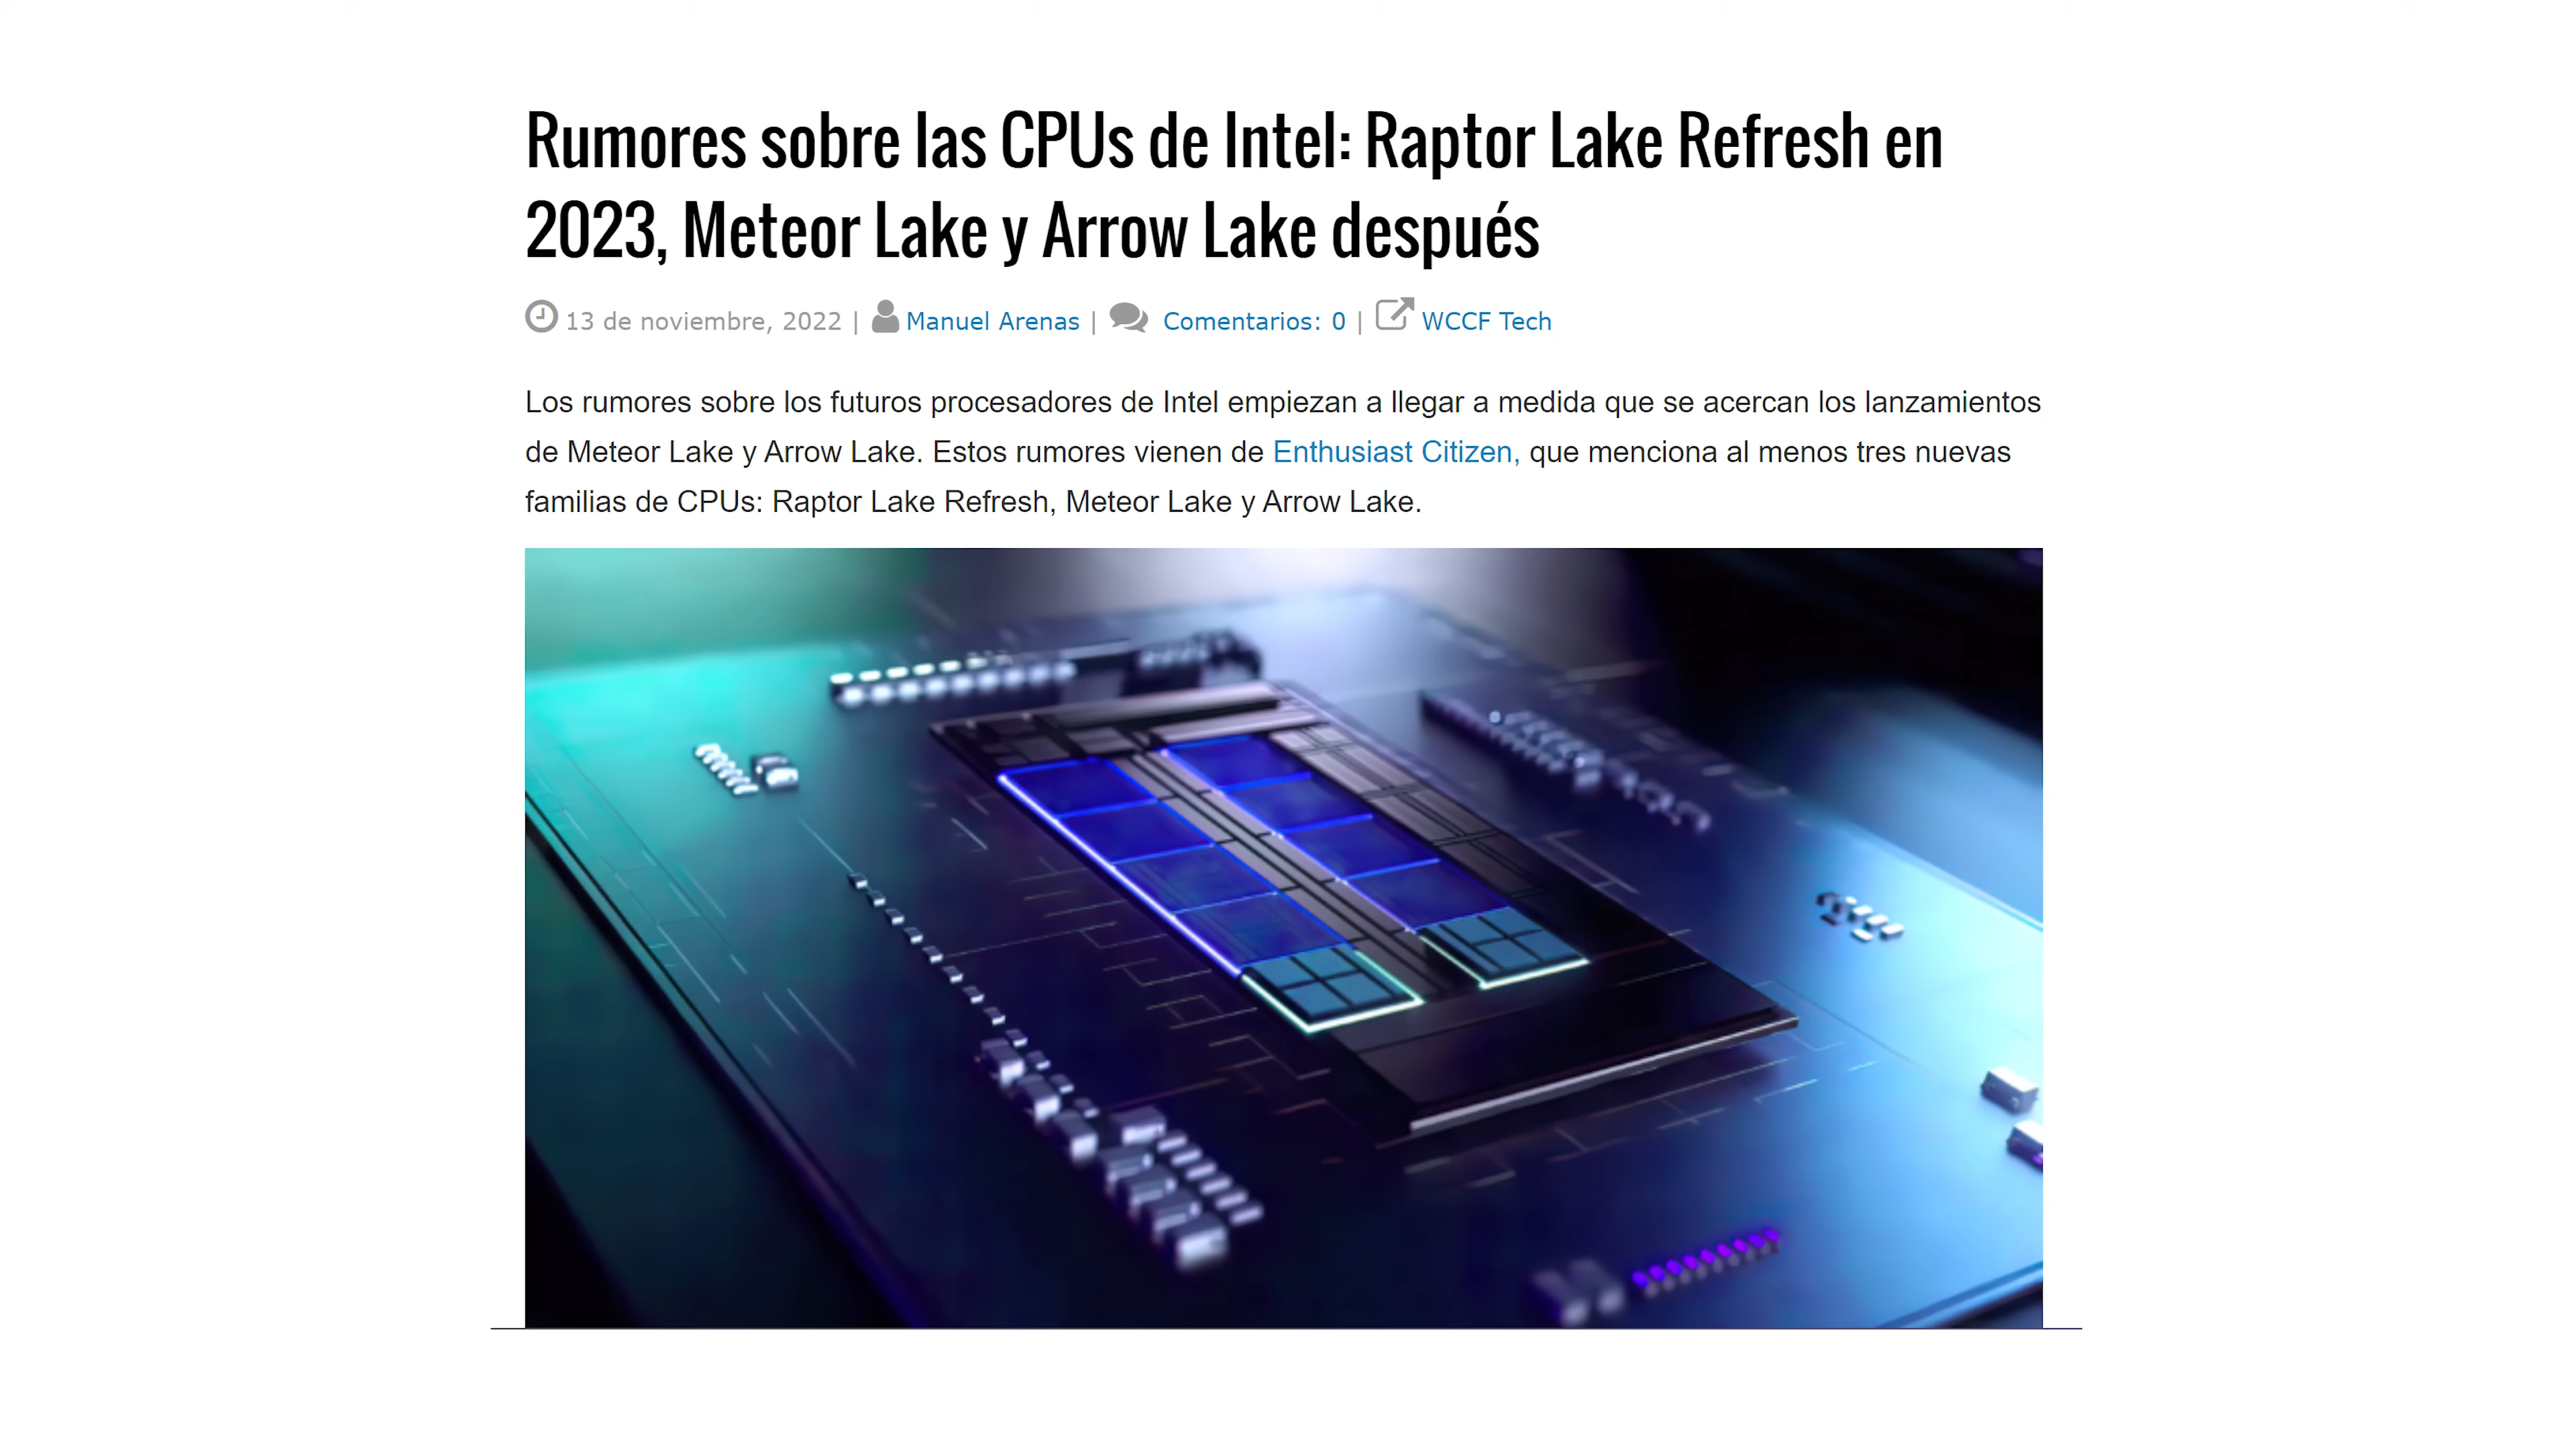 Rumores sobre las CPUs de Intel: Raptor Lake Refresh en
2023, Meteor Lake y Arrow Lake después
13 de noviembre, 2022 | Manuel Arenas | Comentarios: 0 | WCCF Tech
Los rumores sobre los futuros procesadores de Intel empiezan a llegar a medida que se acercan los lanzamientos
de Meteor Lake y Arrow Lake. Estos rumores vienen de Enthusiast Citizen, que menciona al menos tres nuevas
familias de CPUs: Raptor Lake Refresh, Meteor Lake y Arrow Lake.